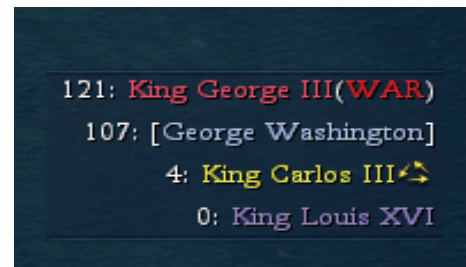 121: King George III(WAR)
107: [George Washington]
4: King Carlos III
0: King Louis XVI